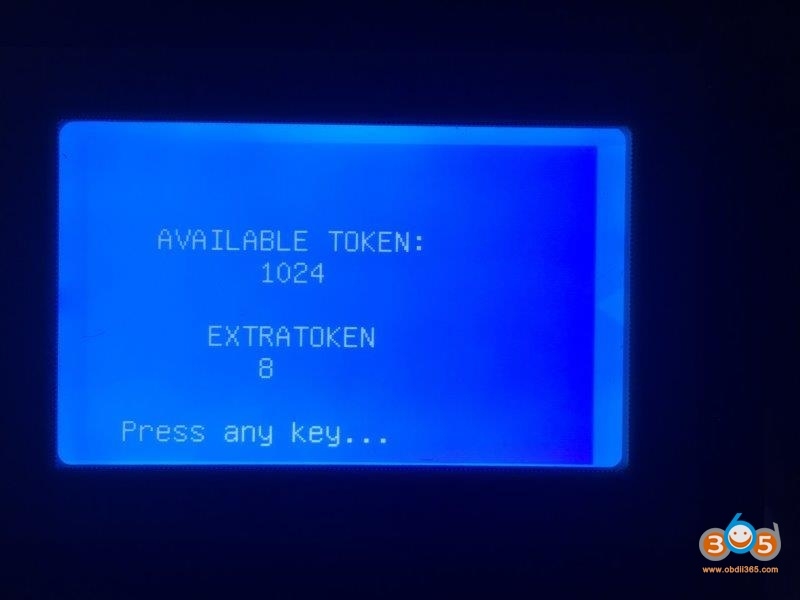 AVAILABLE TOKEN:
1024
EXTRATOKEN
8
Press any key...
365
www.obdii365.com